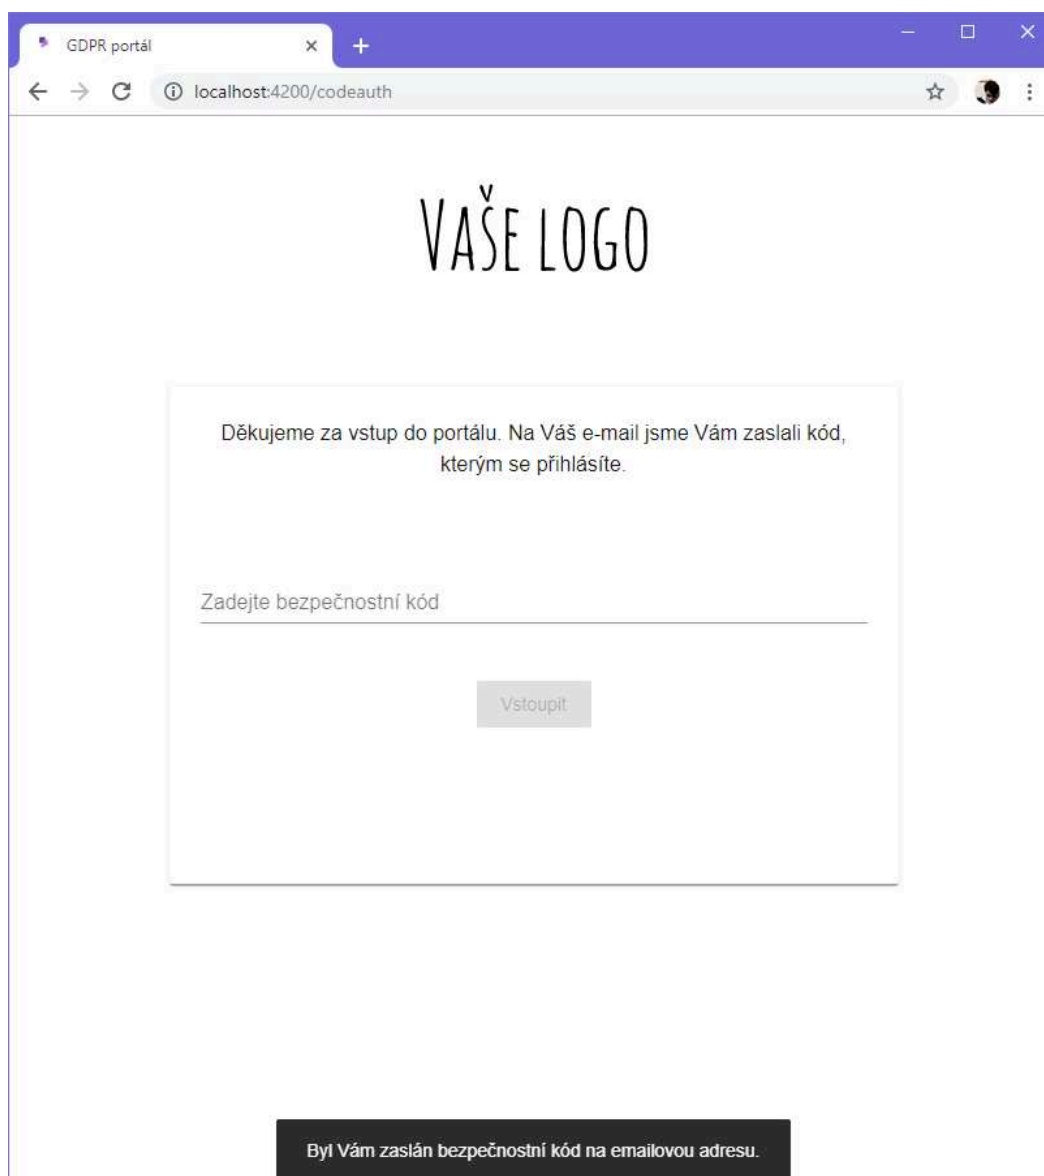 GDPR portál
localhost:4200/codeauth
VAŠE LOGO
Děkujeme za vstup do portálu. Na Váš e-mail jsme Vám zaslali kód,
kterým se přihlásíte.
Zadejte bezpečnostní kód
Vstoupit
Byl Vám zaslán bezpečnostní kód na emailovou adresu.